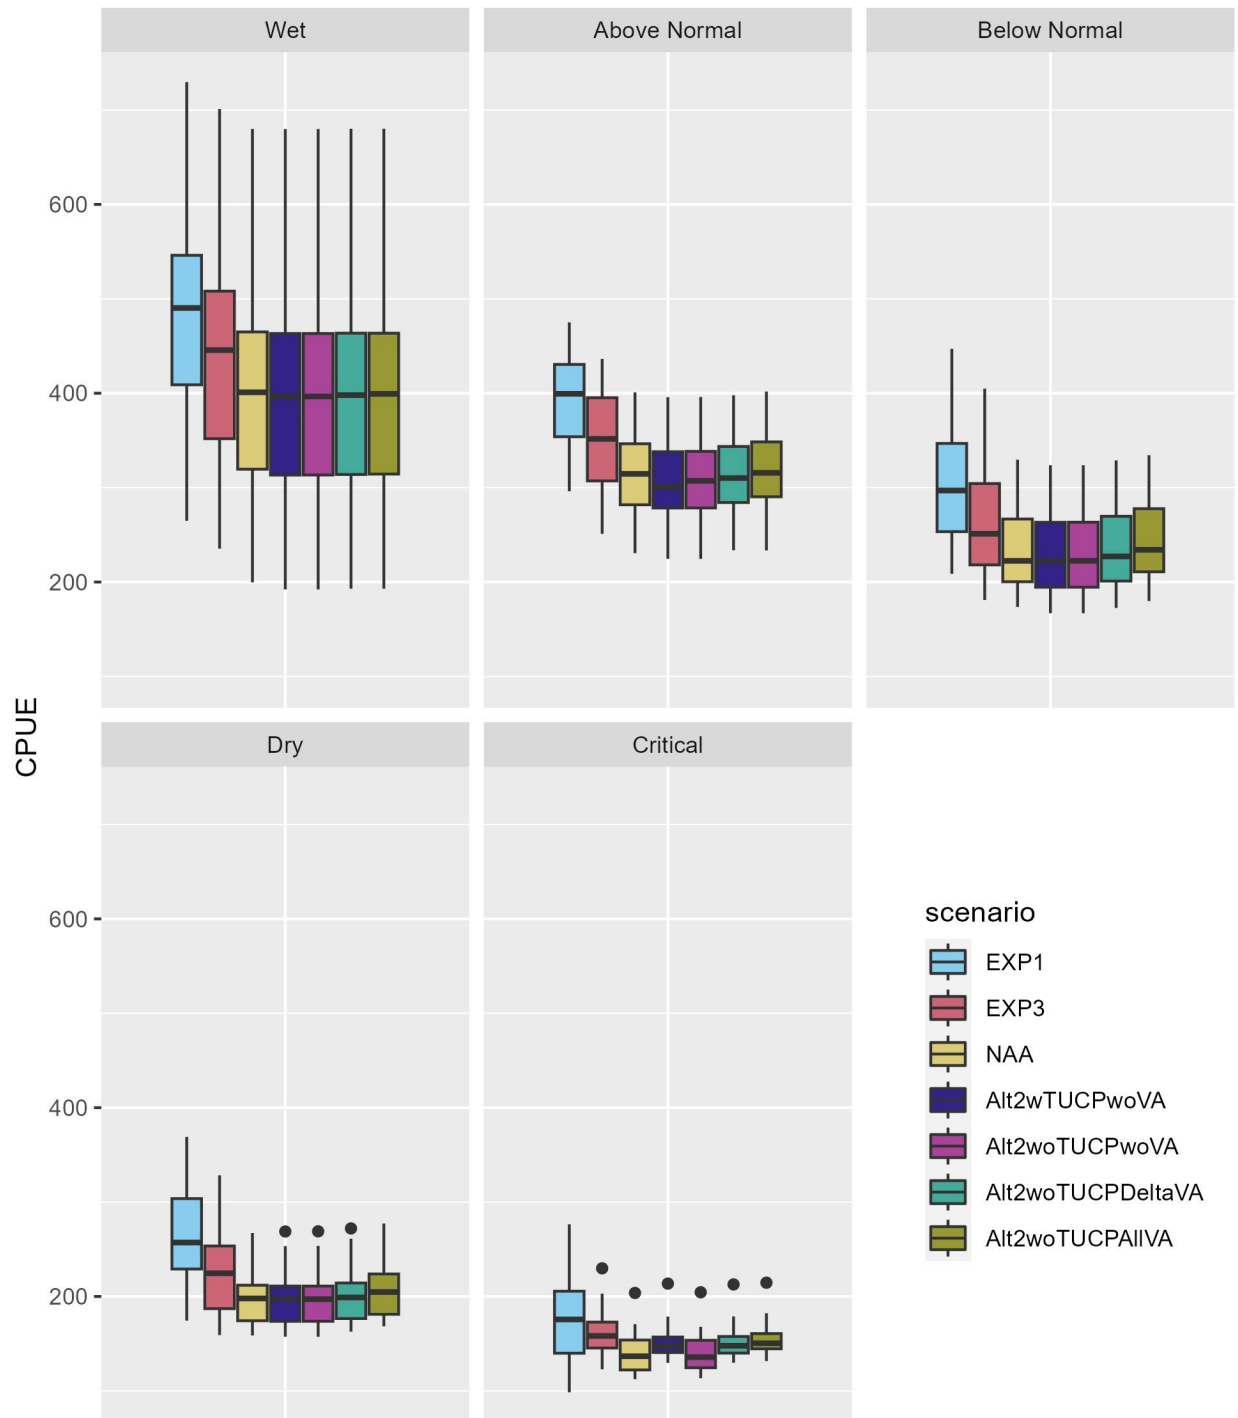 Wet
Above Normal
Below Normal
600
400
200
CPUE
Dry
Critical
600
400
200
scenario
EXP1
EXP3
NAA
Alt2wTUCPwoVA
Alt2woTUCPwoVA
Alt2woTUCPDeltaVA
Alt2woTUCPAllVA